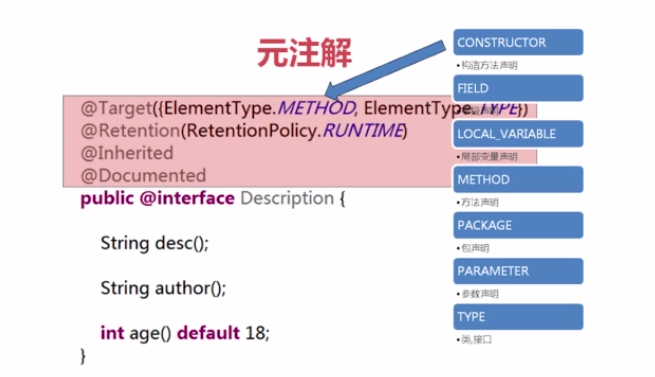 元注解
@Target({ElementType.METHOD, ElementType.TYPE})
@Retention(RetentionPolicy.RUNTIME)
@Inherited
@Documented
public @interface Description {
String desc();
String author();
int age() default 18;
}
CONSTRUCTOR
•构造方法声明
FIELD
声明
LOCAL_VARIABLE
•局部变量声明
METHOD
•方法声明
PACKAGE
•包声明
PARAMETER
•参数声明
TYPE
•类,接口